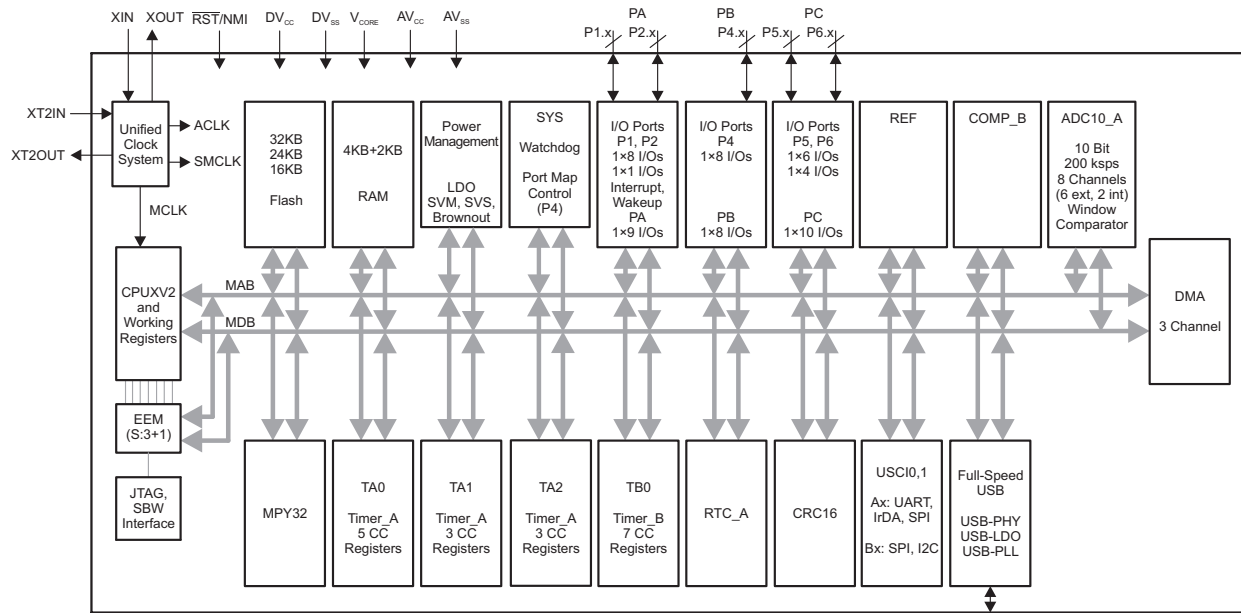 XIN XOUT RST/NMI DVCC DVSS VCORE AVCC AVSS
PA PB PC
P1.x P2.x P4.x P5.x P6.x
XT2IN
XT2OUT
Unified
Clock
System
ACLK
SMCLK
MCLK
32KB
24KB
16KB
Flash
4KB+2KB
RAM
Power
Management
LDO
SVM, SVS,
Brownout
SYS
Watchdog
Port Map
Control
(P4)
I/O Ports
P1, P2
1×8 I/Os
1×1 I/Os
Interrupt,
Wakeup
PA
1×9 I/Os
I/O Ports
P4
1×8 I/Os
PB
1×8 I/Os
I/O Ports
P5, P6
1×6 I/Os
1×4 I/Os
PC
1×10 I/Os
REF
COMP_B
ADC10_A
10 Bit
200 ksps
8 Channels
(6 ext, 2 int)
Window
Comparator
CPUXV2
and
Working
Registers
MAB
MDB
DMA
3 Channel
EEM
(S:3+1)
JTAG,
SBW
Interface
MPY32
TA0
Timer_A
5 CC
Registers
TA1
Timer_A
3 CC
Registers
TA2
Timer_A
3 CC
Registers
TB0
Timer_B
7 CC
Registers
RTC_A
CRC16
USCI0,1
Ax: UART,
IrDA, SPI
Bx: SPI, I2C
Full-Speed
USB
USB-PHY
USB-LDO
USB-PLL